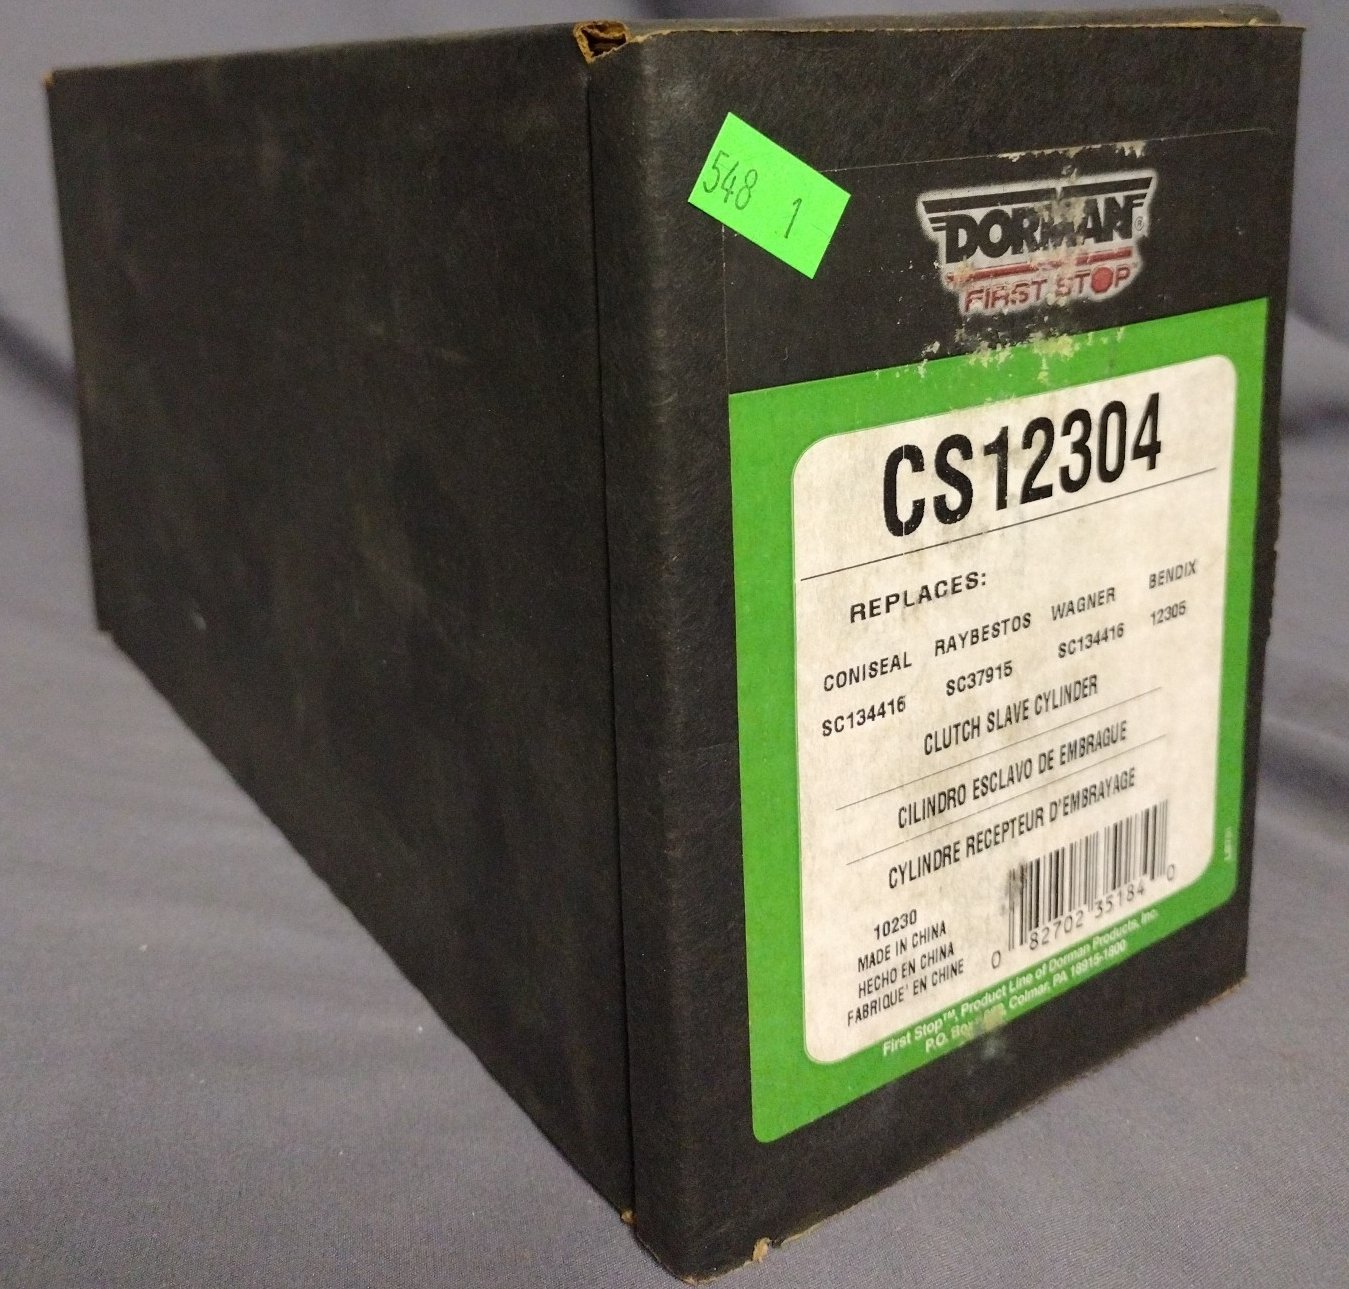 548 1
DORMAN®
FIRST STOP
CS12304
REPLACES:
CONISEAL RAYBESTOS WAGNER BENDIX
SC134416 SC37915 SC134416 12305
CLUTCH SLAVE CYLINDER
CILINDRO ESCLAVO DE EMBRAGUE
CYLINDRE RECEPTEUR D'EMBRAYAGE
10230
MADE IN CHINA
HECHO EN CHINA
FABRIQUE' EN CHINE
0 82702 35184 0
First Stop™, Product Line of Dorman Products, Inc.
P.O. Colmar, PA 18915-1800